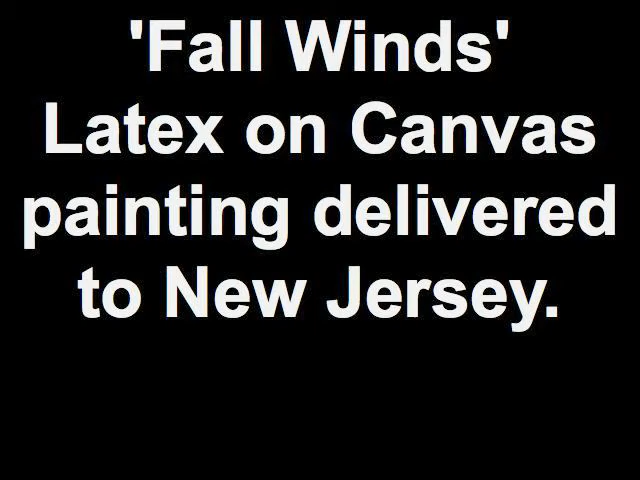 'Fall Winds'
Latex on Canvas
painting delivered
to New Jersey.